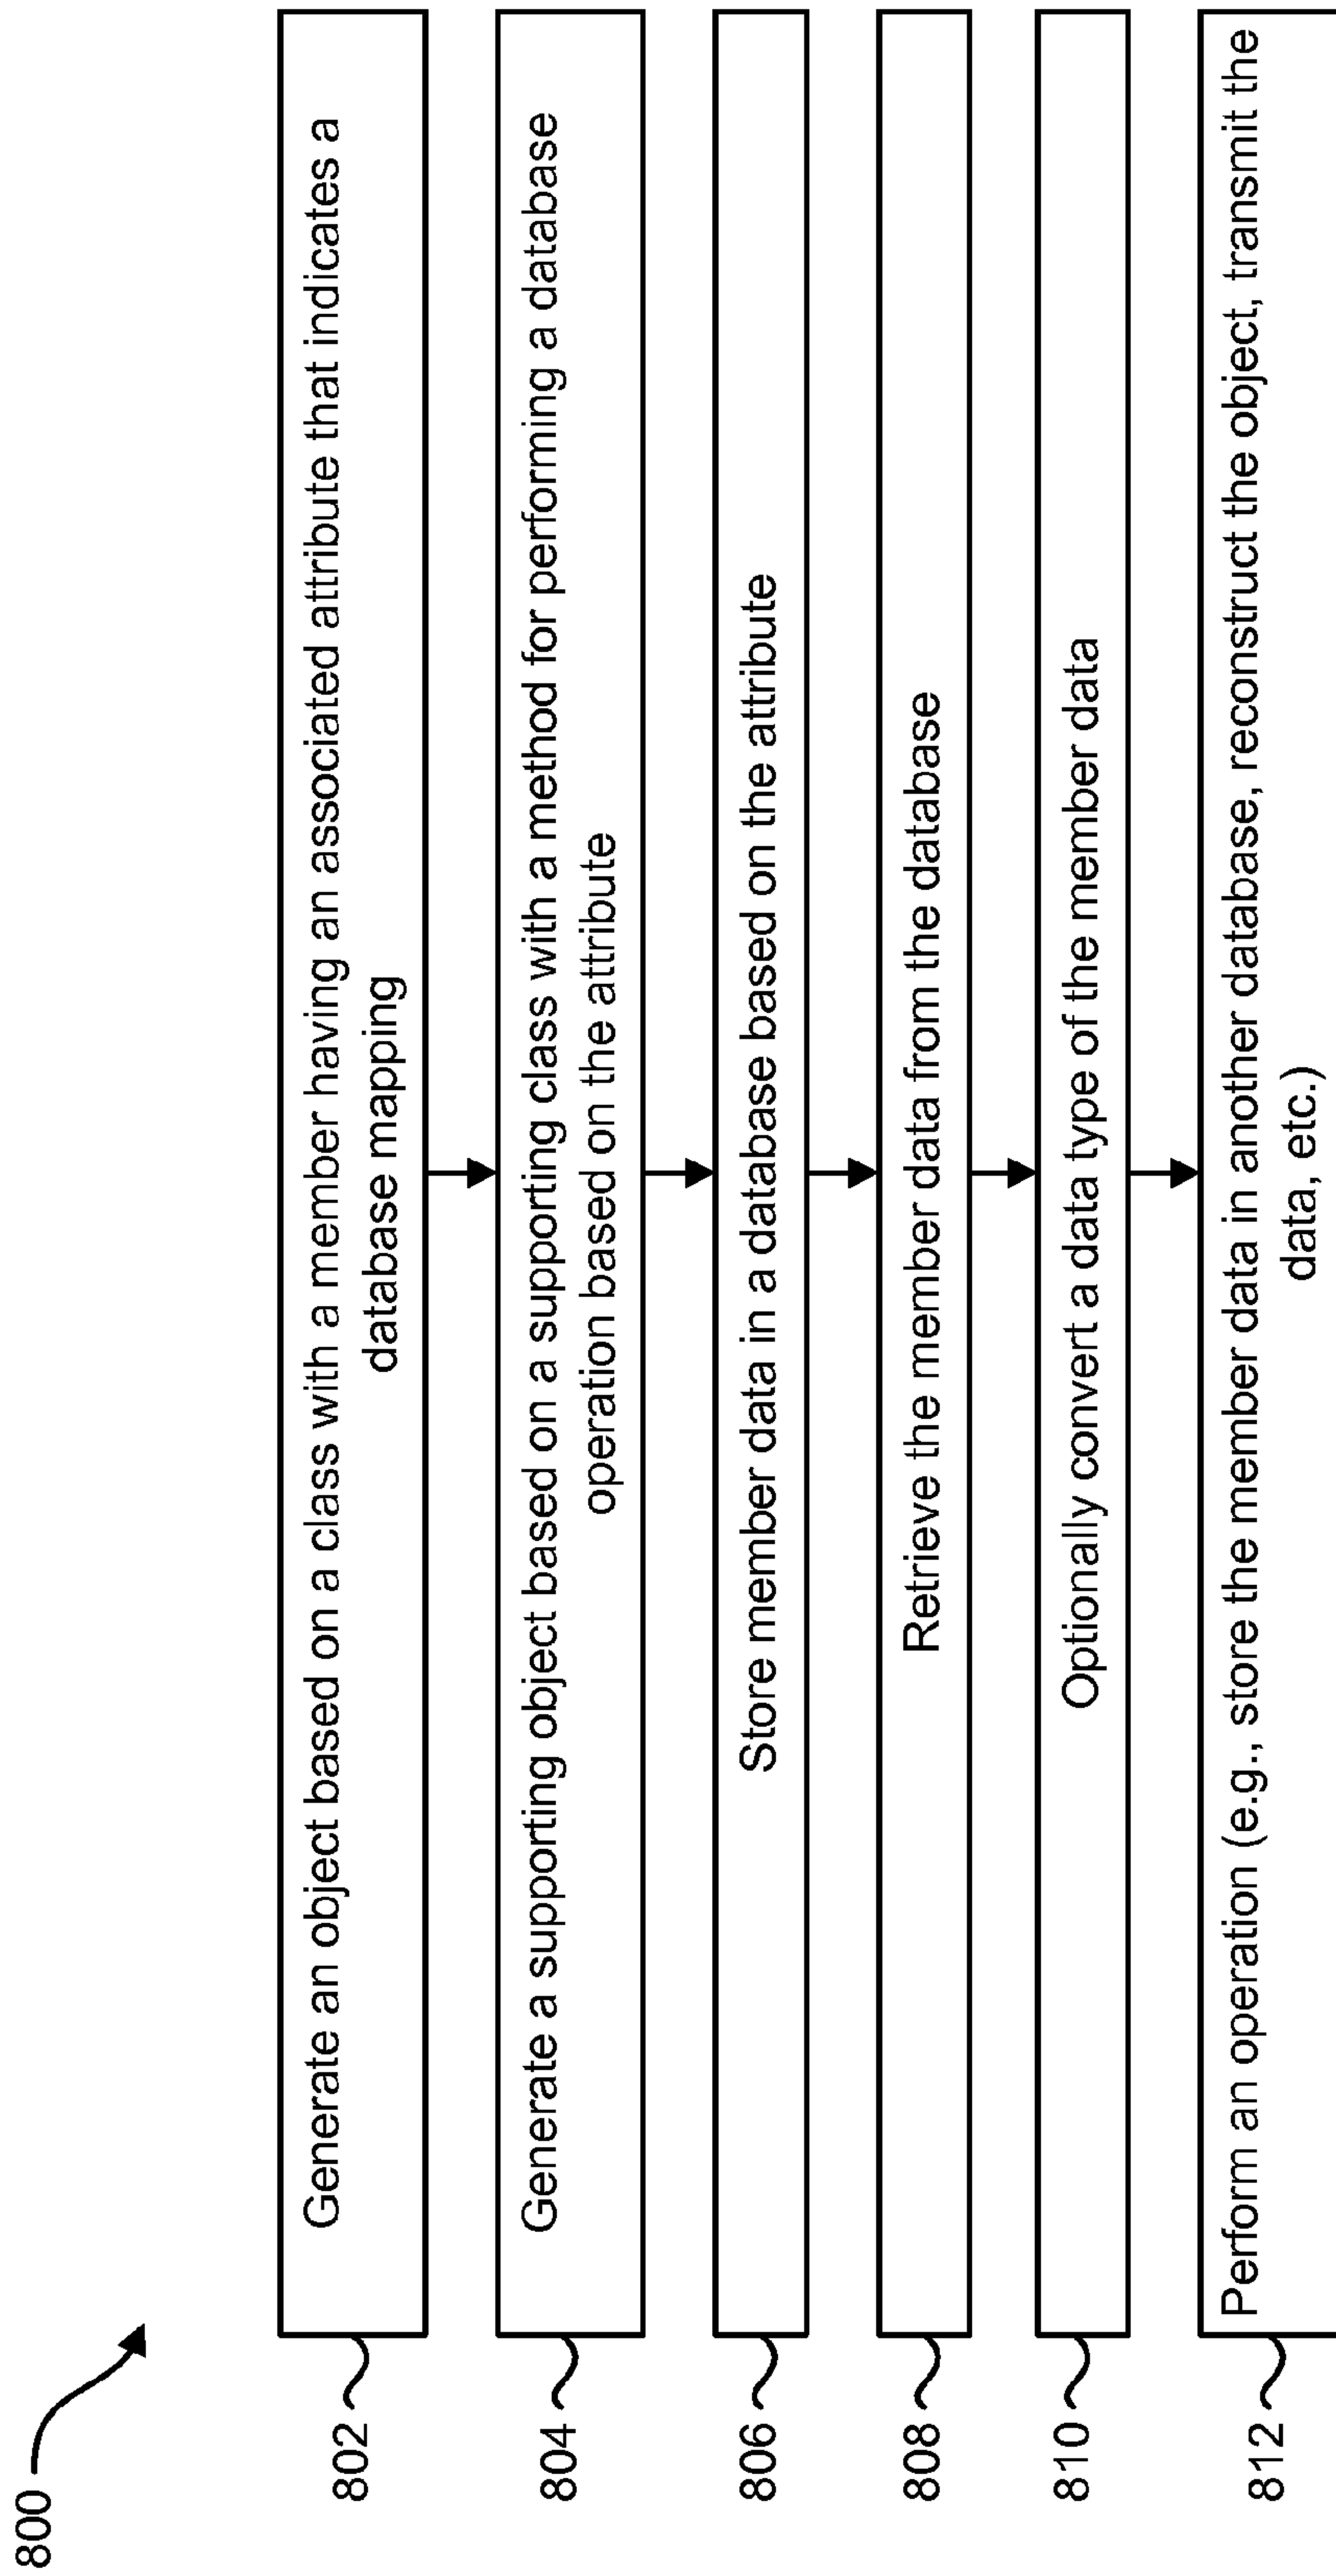 800
802
Generate an object based on a class with a member having an associated attribute that indicates a
database mapping
804
Generate a supporting object based on a supporting class with a method for performing a database
operation based on the attribute
806
Store member data in a database based on the attribute
808
Retrieve the member data from the database
810
Optionally convert a data type of the member data
812
Perform an operation (e.g., store the member data in another database, reconstruct the object, transmit the
data, etc.)